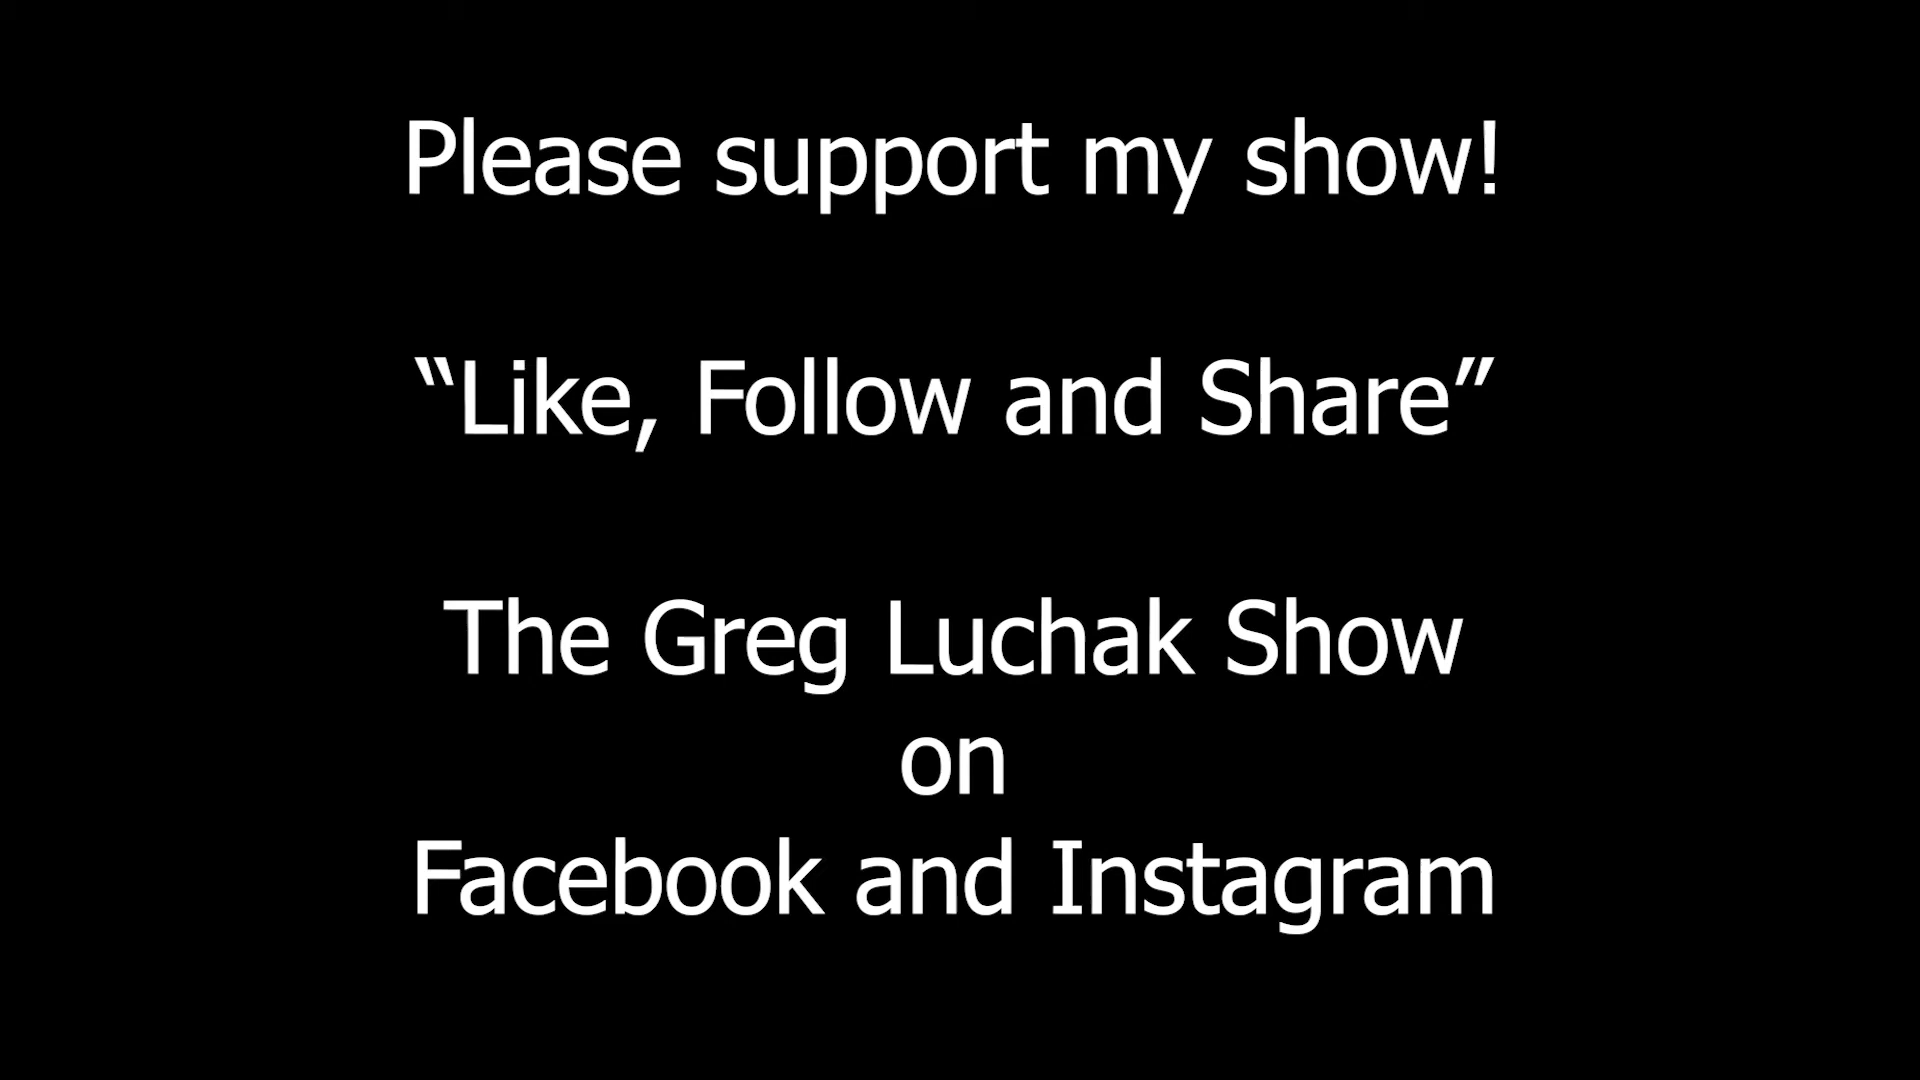 Please support my show!
“Like, Follow and Share”
The Greg Luchak Show
on
Facebook and Instagram